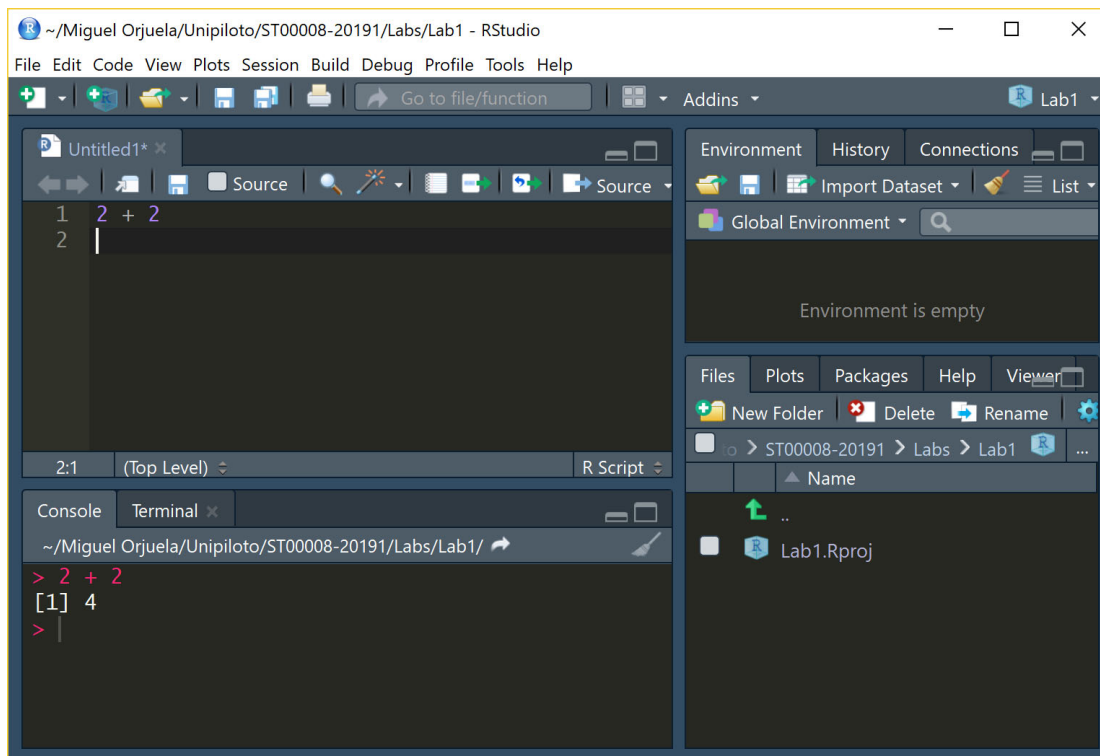 ~/Miguel Orjuela/Unipiloto/ST00008-20191/Labs/Lab1 - RStudio
File Edit Code View Plots Session Build Debug Profile Tools Help
Go to file/function Addins Lab1
Untitled1*
Source Source
1 2 + 2
2
2:1 (Top Level) R Script
Console Terminal
~/Miguel Orjuela/Unipiloto/ST00008-20191/Labs/Lab1/
> 2 + 2
[1] 4
>
Environment History Connections
Import Dataset List
Global Environment
Environment is empty
Files Plots Packages Help Viewer
New Folder Delete Rename
to > ST00008-20191 > Labs > Lab1 ...
Name
..
Lab1.Rproj